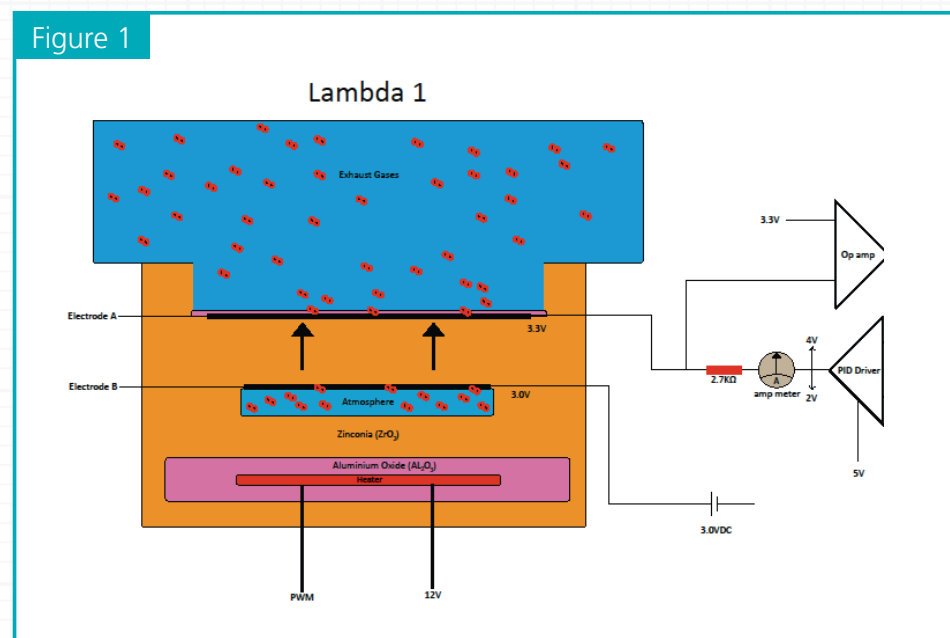 Figure 1
Lambda 1
Exhaust Gases
3.3V
Op amp
Electrode A
3.3V
4V
PID Driver
2.7KΩ
A
amp meter
2V
Electrode B
3.0V
Atmosphere
Zinconia (ZrO₃)
Aluminium Oxide (AL₂O₃)
Heater
5V
3.0VDC
PWM
12V